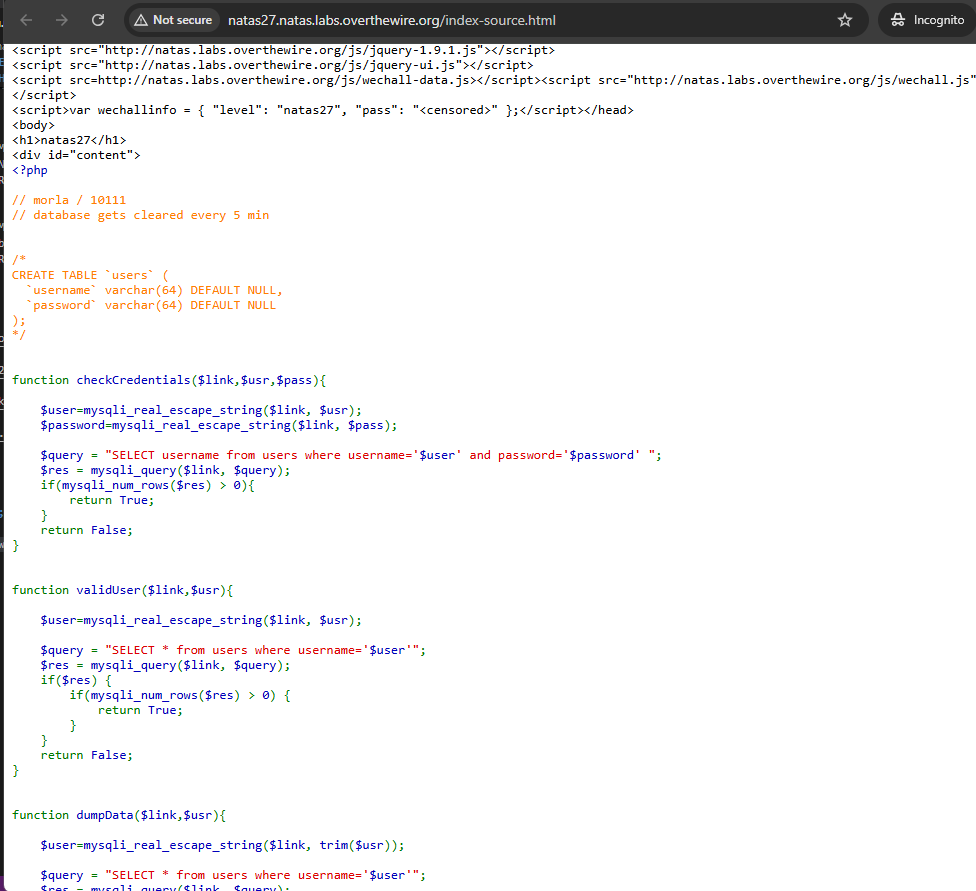 Not secure
natas27.natas.labs.overthewire.org/index-source.html
Incognito
<script src="http://natas.labs.overthewire.org/js/jquery-1.9.1.js"></script>
<script src="http://natas.labs.overthewire.org/js/jquery-ui.js"></script>
<script src=http://natas.labs.overthewire.org/js/wechall-data.js></script><script src="http://natas.labs.overthewire.org/js/wechall.js"
</script>
<script>var wechallinfo = { "level": "natas27", "pass": "<censored>" };</script></head>
<body>
<h1>natas27</h1>
<div id="content">
<?php
// morla / 10111
// database gets cleared every 5 min
/*
CREATE TABLE `users` (
  `username` varchar(64) DEFAULT NULL,
  `password` varchar(64) DEFAULT NULL
);
*/
function checkCredentials($link,$usr,$pass){
    $user=mysqli_real_escape_string($link, $usr);
    $password=mysqli_real_escape_string($link, $pass);
    $query = "SELECT username from users where username='$user' and password='$password' ";
    $res = mysqli_query($link, $query);
    if(mysqli_num_rows($res) > 0){
        return True;
    }
    return False;
}
function validUser($link,$usr){
    $user=mysqli_real_escape_string($link, $usr);
    $query = "SELECT * from users where username='$user'";
    $res = mysqli_query($link, $query);
    if($res) {
        if(mysqli_num_rows($res) > 0) {
            return True;
        }
    }
    return False;
}
function dumpData($link,$usr){
    $user=mysqli_real_escape_string($link, trim($usr));
    $query = "SELECT * from users where username='$user'";
    $res = mysqli_query($link, $query);